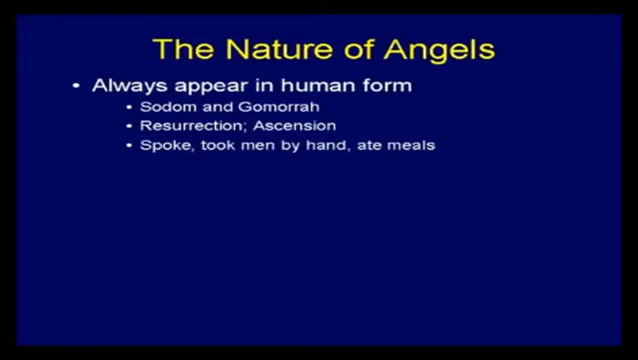 The Nature of Angels
• Always appear in human form
• Sodom and Gomorrah
• Resurrection; Ascension
• Spoke, took men by hand, ate meals